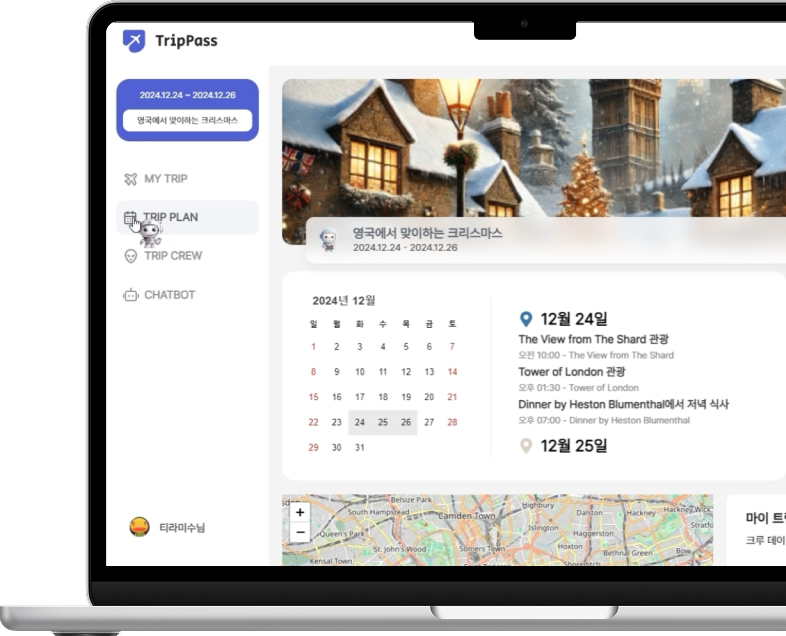 TripPass
2024.12.24 ~ 2024.12.26
영국에서 맞이하는 크리스마스
MY TRIP
TRIP PLAN
TRIP CREW
CHATBOT
티라미수님
영국에서 맞이하는 크리스마스
2024.12.24 - 2024.12.26
2024년 12월
일 월 화 수 목 금 토
1 2 3 4 5 6 7
8 9 10 11 12 13 14
15 16 17 18 19 20 21
22 23 24 25 26 27 28
29 30 31
12월 24일
The View from The Shard 관광
오전 10:00 - The View from The Shard
Tower of London 관광
오후 01:30 - Tower of London
Dinner by Heston Blumenthal에서 저녁 식사
오후 07:00 - Dinner by Heston Blumenthal
12월 25일
+
−
Belsize Park
South Hampstead
Camden Town
Highbury
Dalston
Hackney
Hackney Wick
Queen's Park
Islington
Haggerston
St. John's Wood
Somers Town
Hoxton
Bethnal Green
Bow
Kensal Town
Shoreditch
마이
크루 데이